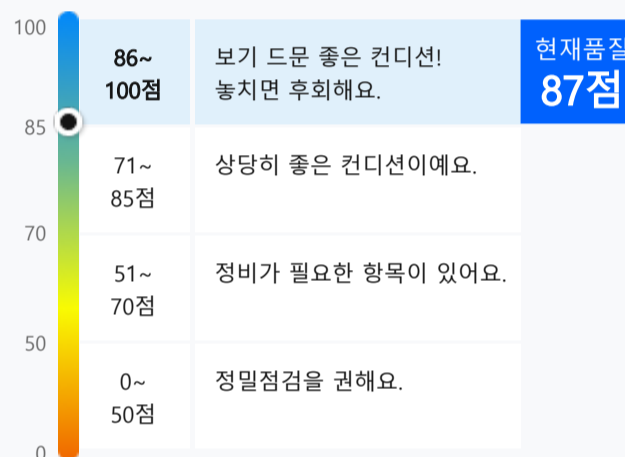 100
86~
100점
보기 드문 좋은 컨디션!
놓치면 후회해요.
현재품질
87점
85
71~
85점
상당히 좋은 컨디션이예요.
70
51~
70점
정비가 필요한 항목이 있어요.
50
0~
50점
정밀점검을 권해요.
0